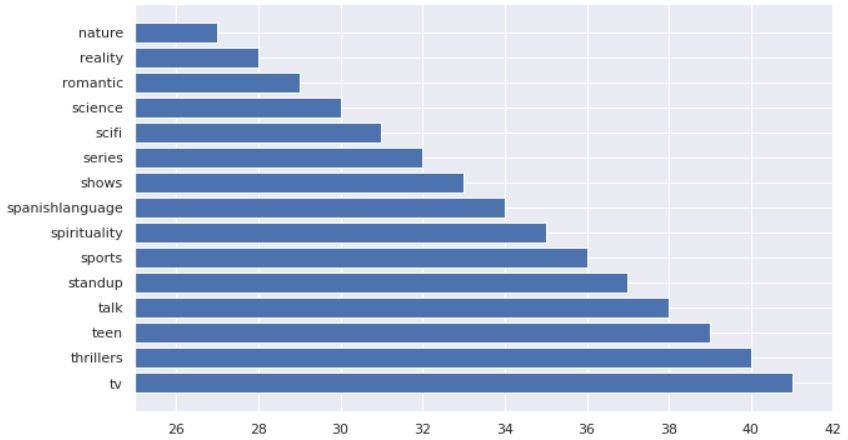 nature
reality
romantic
science
scifi
series
shows
spanishlanguage
spirituality
sports
standup
talk
teen
thrillers
tv
26 28 30 32 34 36 38 40 42